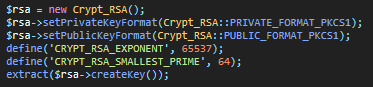 $rsa = new Crypt_RSA();
$rsa->setPrivateKeyFormat(Crypt_RSA::PRIVATE_FORMAT_PKCS1);
$rsa->setPublicKeyFormat(Crypt_RSA::PUBLIC_FORMAT_PKCS1);
define('CRYPT_RSA_EXPONENT', 65537);
define('CRYPT_RSA_SMALLEST_PRIME', 64);
extract($rsa->createKey());